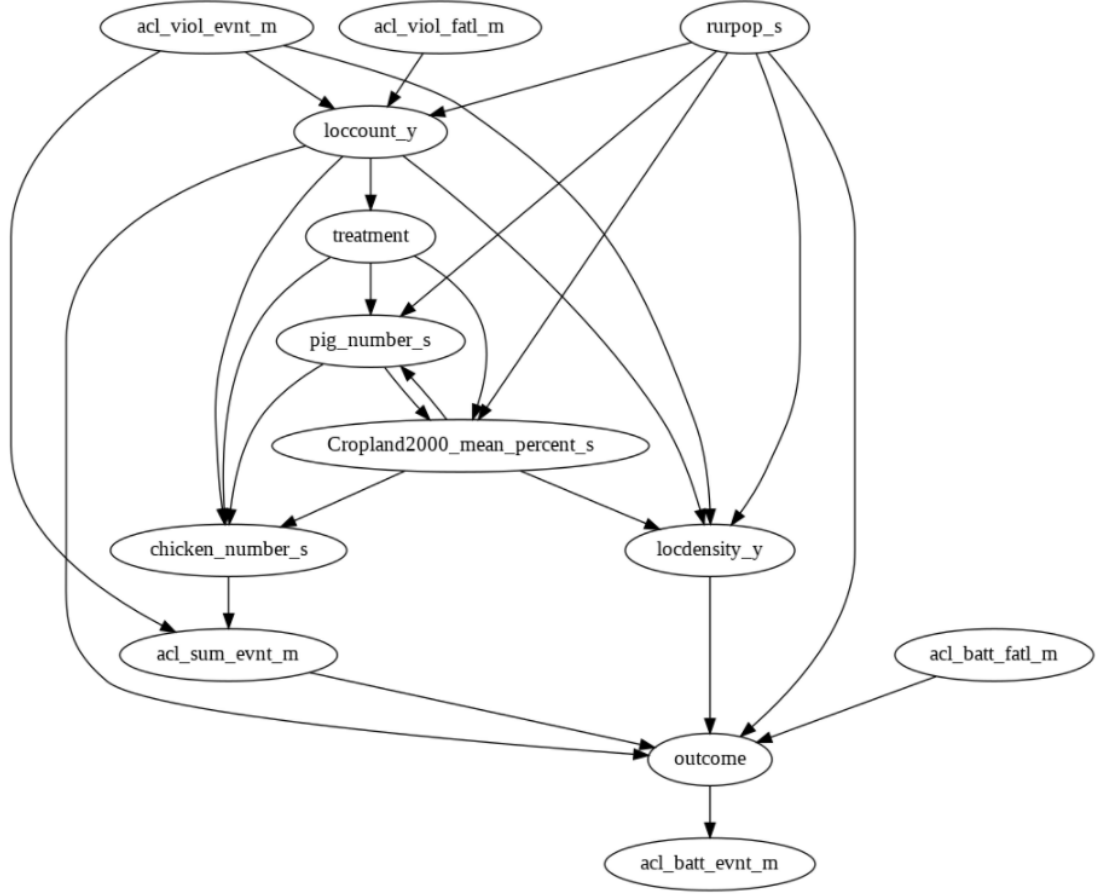 acl_viol_evnt_m
acl_viol_fatl_m
rurpop_s
loccount_y
treatment
pig_number_s
Cropland2000_mean_percent_s
chicken_number_s
locdensity_y
acl_sum_evnt_m
acl_batt_fatl_m
outcome
acl_batt_evnt_m